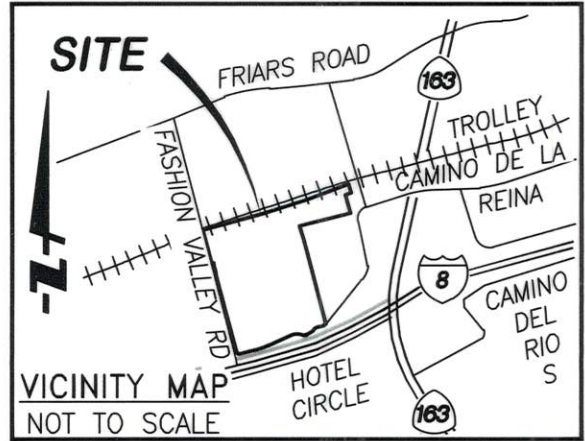 SITE
FRIARS ROAD
163
TROLLEY
CAMINO DE LA
REINA
FASHION VALLEY RD
N
8
CAMINO
DEL
RIO
S
HOTEL
CIRCLE
VICINITY MAP
NOT TO SCALE
163